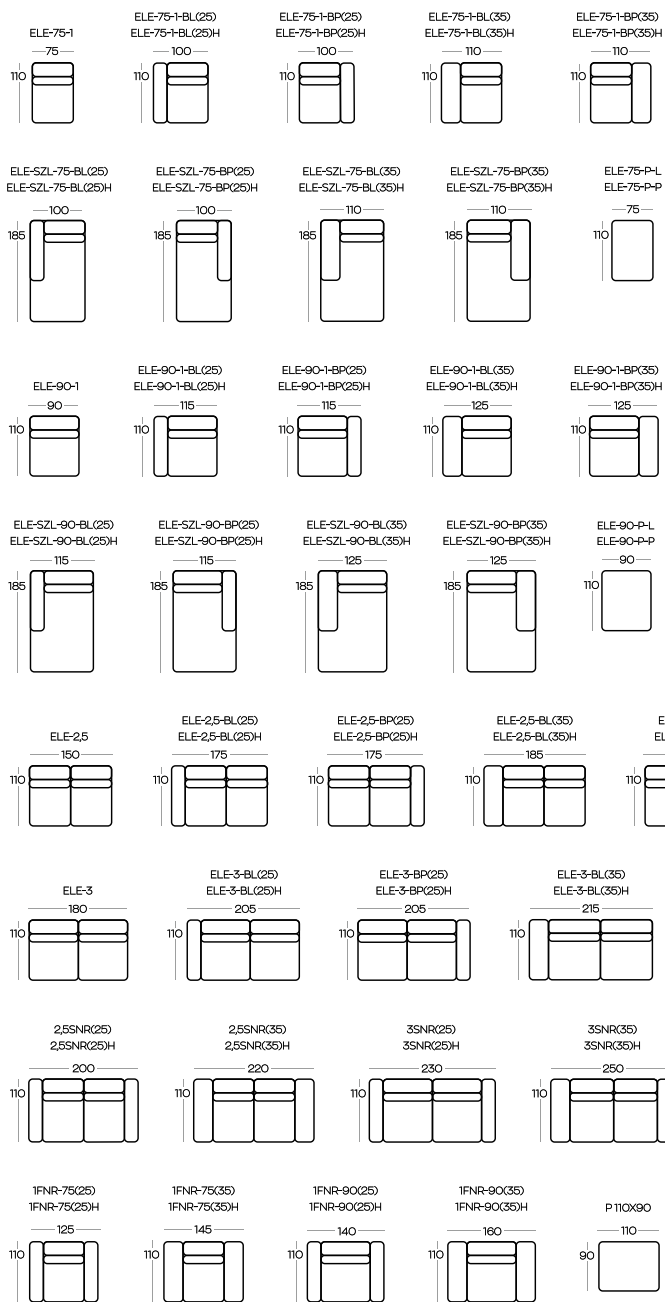 ELE-75-1
75
110
ELE-75-1-BL(25)
ELE-75-1-BL(25)H
100
110
ELE-75-1-BP(25)
ELE-75-1-BP(25)H
100
110
ELE-75-1-BL(35)
ELE-75-1-BL(35)H
110
110
ELE-75-1-BP(35)
ELE-75-1-BP(35)H
110
110
ELE-SZL-75-BL(25)
ELE-SZL-75-BL(25)H
100
185
ELE-SZL-75-BP(25)
ELE-SZL-75-BP(25)H
100
185
ELE-SZL-75-BL(35)
ELE-SZL-75-BL(35)H
110
185
ELE-SZL-75-BP(35)
ELE-SZL-75-BP(35)H
110
185
ELE-75-P-L
ELE-75-P-P
75
110
ELE-90-1
90
110
ELE-90-1-BL(25)
ELE-90-1-BL(25)H
115
110
ELE-90-1-BP(25)
ELE-90-1-BP(25)H
115
110
ELE-90-1-BL(35)
ELE-90-1-BL(35)H
125
110
ELE-90-1-BP(35)
ELE-90-1-BP(35)H
125
110
ELE-SZL-90-BL(25)
ELE-SZL-90-BL(25)H
115
185
ELE-SZL-90-BP(25)
ELE-SZL-90-BP(25)H
115
185
ELE-SZL-90-BL(35)
ELE-SZL-90-BL(35)H
125
185
ELE-SZL-90-BP(35)
ELE-SZL-90-BP(35)H
125
185
ELE-90-P-L
ELE-90-P-P
90
110
ELE-2,5
150
110
ELE-2,5-BL(25)
ELE-2,5-BL(25)H
175
110
ELE-2,5-BP(25)
ELE-2,5-BP(25)H
175
110
ELE-2,5-BL(35)
ELE-2,5-BL(35)H
185
110
110
ELE-3
180
110
ELE-3-BL(25)
ELE-3-BL(25)H
205
110
ELE-3-BP(25)
ELE-3-BP(25)H
205
110
ELE-3-BL(35)
ELE-3-BL(35)H
215
110
2,5SNR(25)
2,5SNR(25)H
200
110
2,5SNR(35)
2,5SNR(35)H
220
110
3SNR(25)
3SNR(25)H
230
110
3SNR(35)
3SNR(35)H
250
110
1FNR-75(25)
1FNR-75(25)H
125
110
1FNR-75(35)
1FNR-75(35)H
145
110
1FNR-90(25)
1FNR-90(25)H
140
110
1FNR-90(35)
1FNR-90(35)H
160
110
P 110X90
110
90